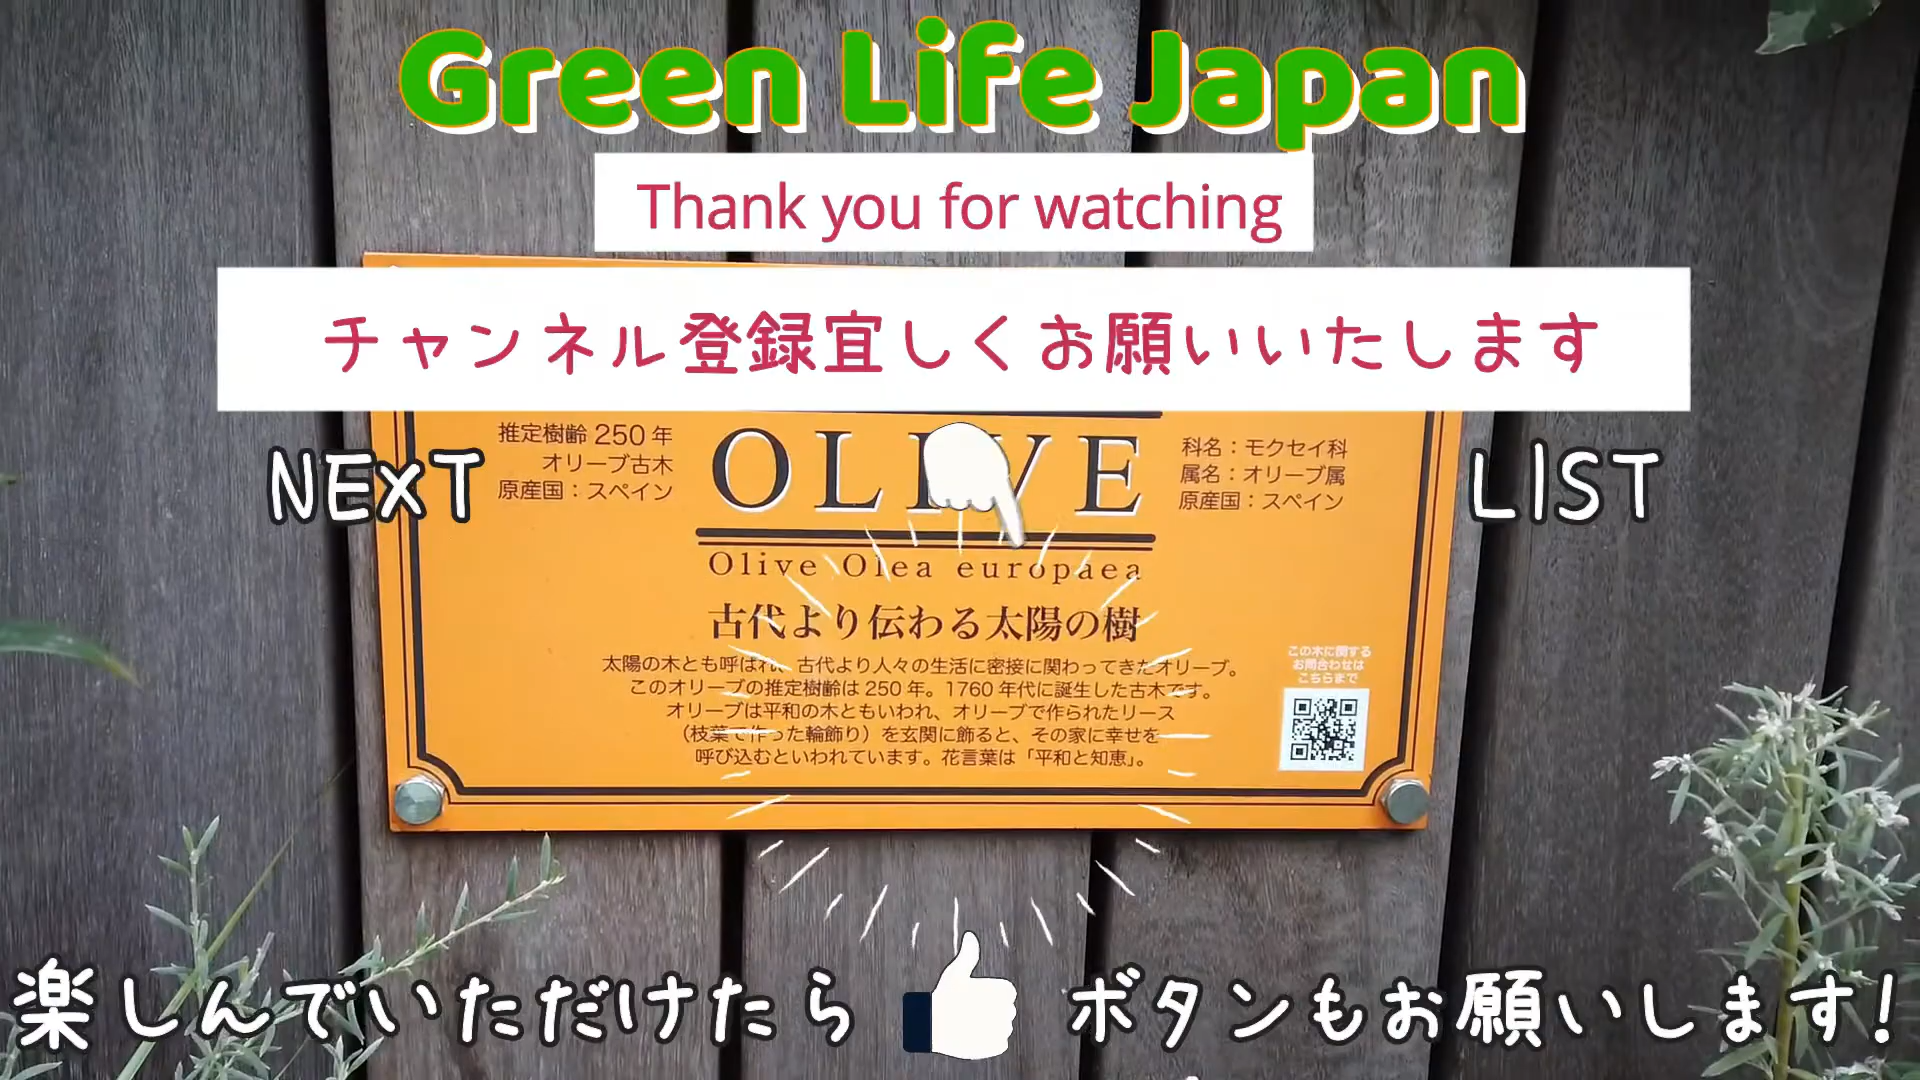 Green Life Japan
Thank you for watching
チャンネル登録宜しくお願いいたします
NEXT
LIST
推定樹齢 250 年
オリーブ古木
原産国：スペイン
OLIVE
科名：モクセイ科
属名：オリーブ属
原産国：スペイン
Olive Olea europaea
古代より伝わる太陽の樹
太陽の木とも呼ばれ、古代より人々の生活に密接に関わってきたオリーブ。
このオリーブの推定樹齢は 250 年。1760 年代に誕生した古木です。
オリーブは平和の木ともいわれ、オリーブで作られたリース
（枝葉で作った輪飾り）を玄関に飾ると、その家に幸せを
呼び込むといわれています。花言葉は「平和と知恵」。
この木に関する
お問合わせは
こちらまで
楽しんでいただけたら
ボタンもお願いします!